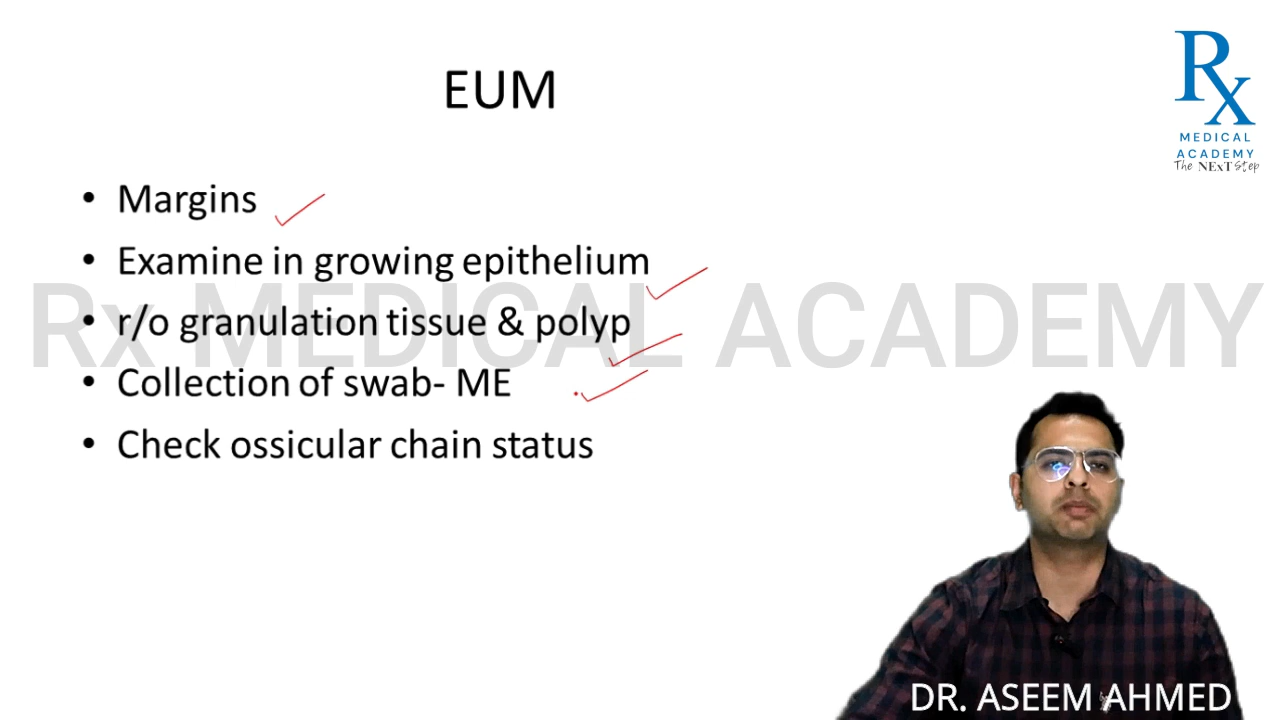 EUM
Rx
MEDICAL
ACADEMY
The NExT Step
• Margins
• Examine in growing epithelium
Rx MEDICAL ACADEMY
• r/o granulation tissue & polyp
• Collection of swab- ME
• Check ossicular chain status
DR. ASEEM AHMED